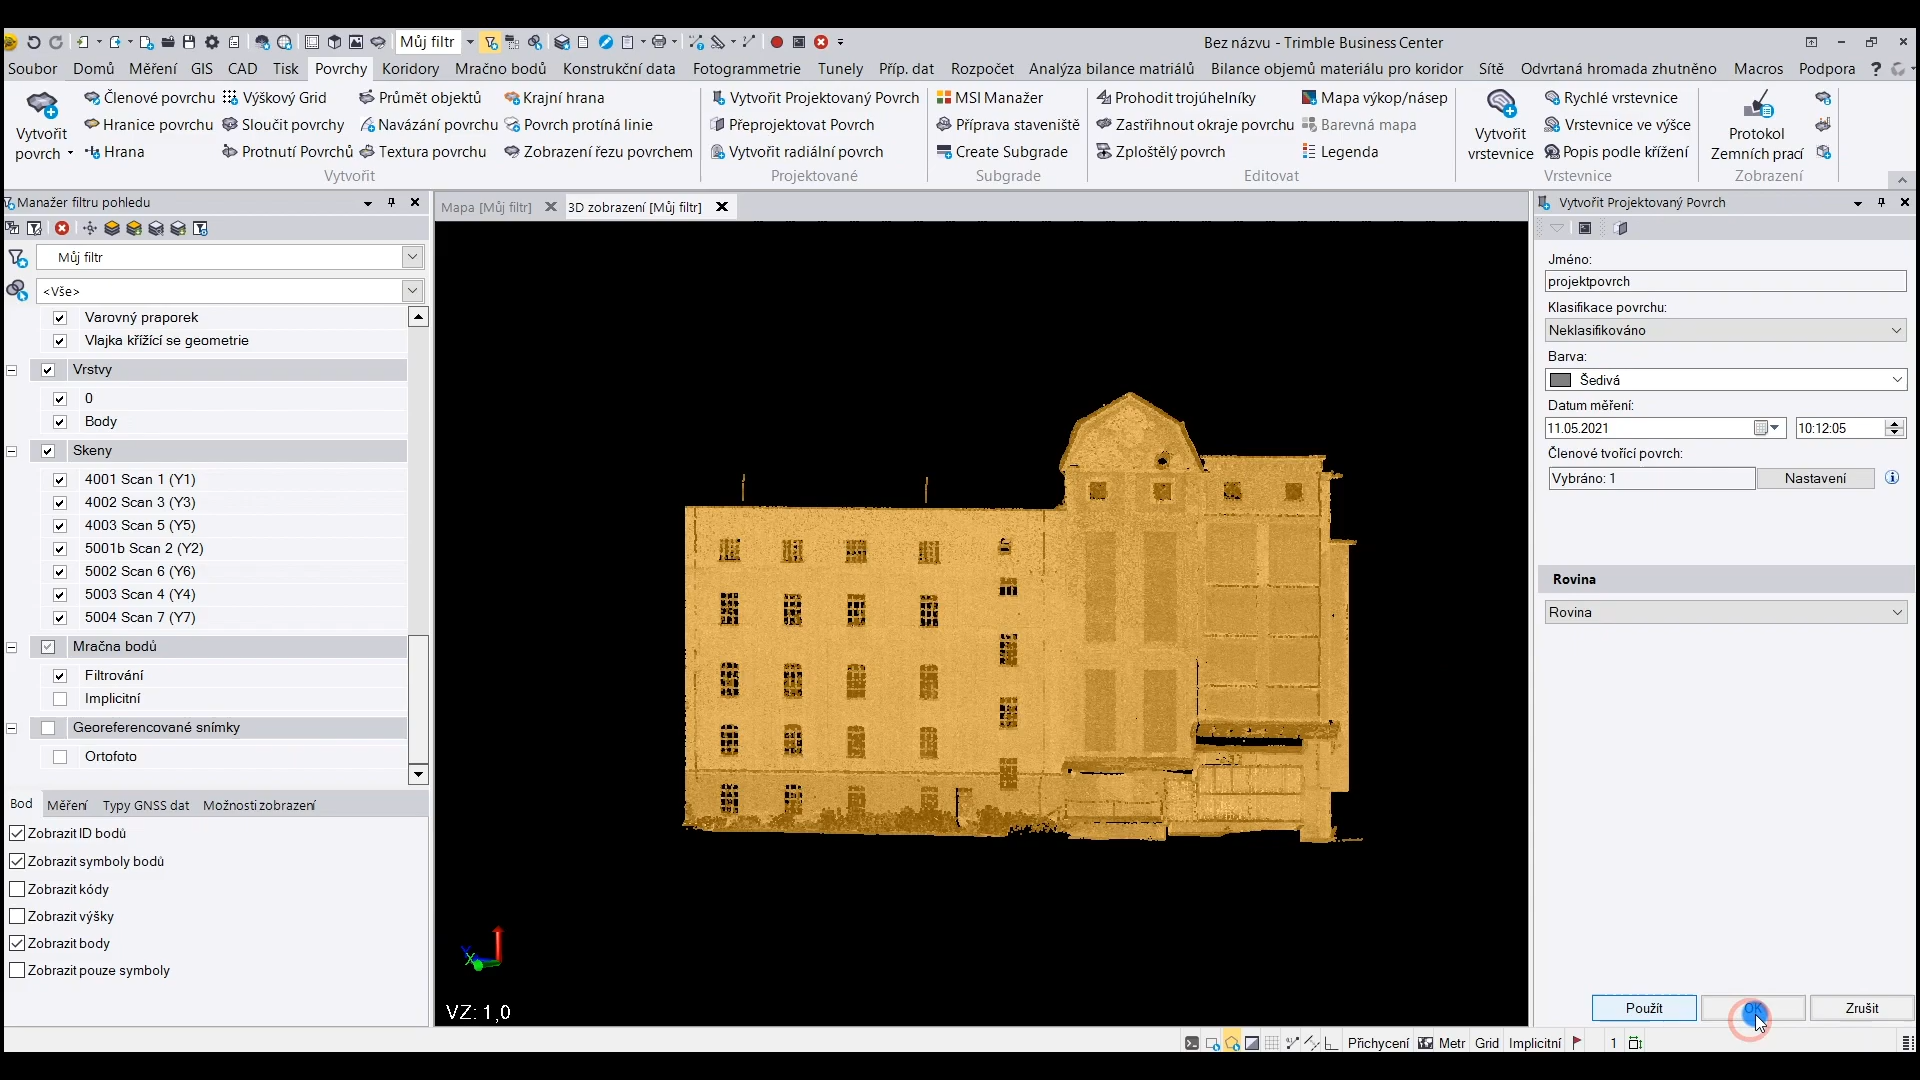 Můj filtr
Bez názvu - Trimble Business Center
Soubor Domů Měření GIS CAD Tisk Povrchy Koridory Mračno bodů Konstrukční data Fotogrammetrie Tunely Příp. dat Rozpočet Analýza bilance matriálů Bilance objemů materiálu pro koridor Sítě Odvrtaná hromada zhutněno Macros Podpora ?
Členové povrchu Výškový Grid Průmět objektů Krajní hrana Vytvořit Projektovaný Povrch MSI Manažer Prohodit trojúhelníky Mapa výkop/násep Rychlé vrstevnice
Vytvořit povrch Hranice povrchu Sloučit povrchy Navázání povrchu Povrch protíná linie Přeprojektovat Povrch Příprava staveniště Zastřihnout okraje povrchu Barevná mapa Vytvořit vrstevnice Vrstevnice ve výšce Protokol Zemních prací
Hrana Protnutí Povrchů Textura povrchu Zobrazení řezu povrchem Vytvořit radiální povrch Create Subgrade Zploštělý povrch Legenda Popis podle křížení
Vytvořit Projektované Subgrade Editovat Vrstevnice Zobrazení
Manažer filtru pohledu
Můj filtr
<Vše>
Varovný praporek
Vlajka křížící se geometrie
Vrstvy
0
Body
Skeny
4001 Scan 1 (Y1)
4002 Scan 3 (Y3)
4003 Scan 5 (Y5)
5001b Scan 2 (Y2)
5002 Scan 6 (Y6)
5003 Scan 4 (Y4)
5004 Scan 7 (Y7)
Mračna bodů
Filtrování
Implicitní
Georeferencované snímky
Ortofoto
Bod Měření Typy GNSS dat Možnosti zobrazení
Zobrazit ID bodů
Zobrazit symboly bodů
Zobrazit kódy
Zobrazit výšky
Zobrazit body
Zobrazit pouze symboly
Mapa [Můj filtr] 3D zobrazení [Můj filtr]
Y
X
VZ: 1,0
Vytvořit Projektovaný Povrch
Jméno:
projektpovrch
Klasifikace povrchu:
Neklasifikováno
Barva:
Šedivá
Datum měření:
11.05.2021 10:12:05
Členové tvořící povrch:
Vybráno: 1 Nastavení
Rovina
Rovina
Použít OK Zrušit
Přichycení Metr Grid Implicitní 1